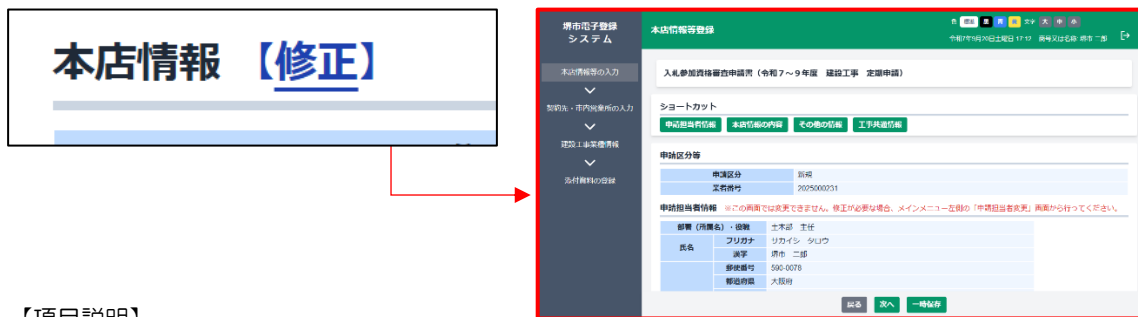 本店情報 【修正】
堺市電子登録
システム
本店情報等の入力
契約先・市内営業所の入力
建設工事業種情報
添付資料の登録
本店情報等登録
標準 黒 青 黄 文字 大 中 小
令和7年9月20日土曜日 17:17 商号又は名称 堺市 二郎
入札参加資格審査申請書(令和7~9年度 建設工事 定期申請)
ショートカット
申請担当者情報 本店情報の内容 その他の情報 工事共通情報
申請区分等
申請区分 新規
業者番号 2025000231
申請担当者情報 ※この画面では変更できません。修正が必要な場合、メインメニュー左側の「申請担当者変更」画面から行ってください。
部署(所属名)・役職 土木部 主任
氏名
フリガナ サカイシ タロウ
漢字 堺市 二郎
郵便番号 590-0078
都道府県 大阪府
戻る 次へ 一時保存
【項目説明】